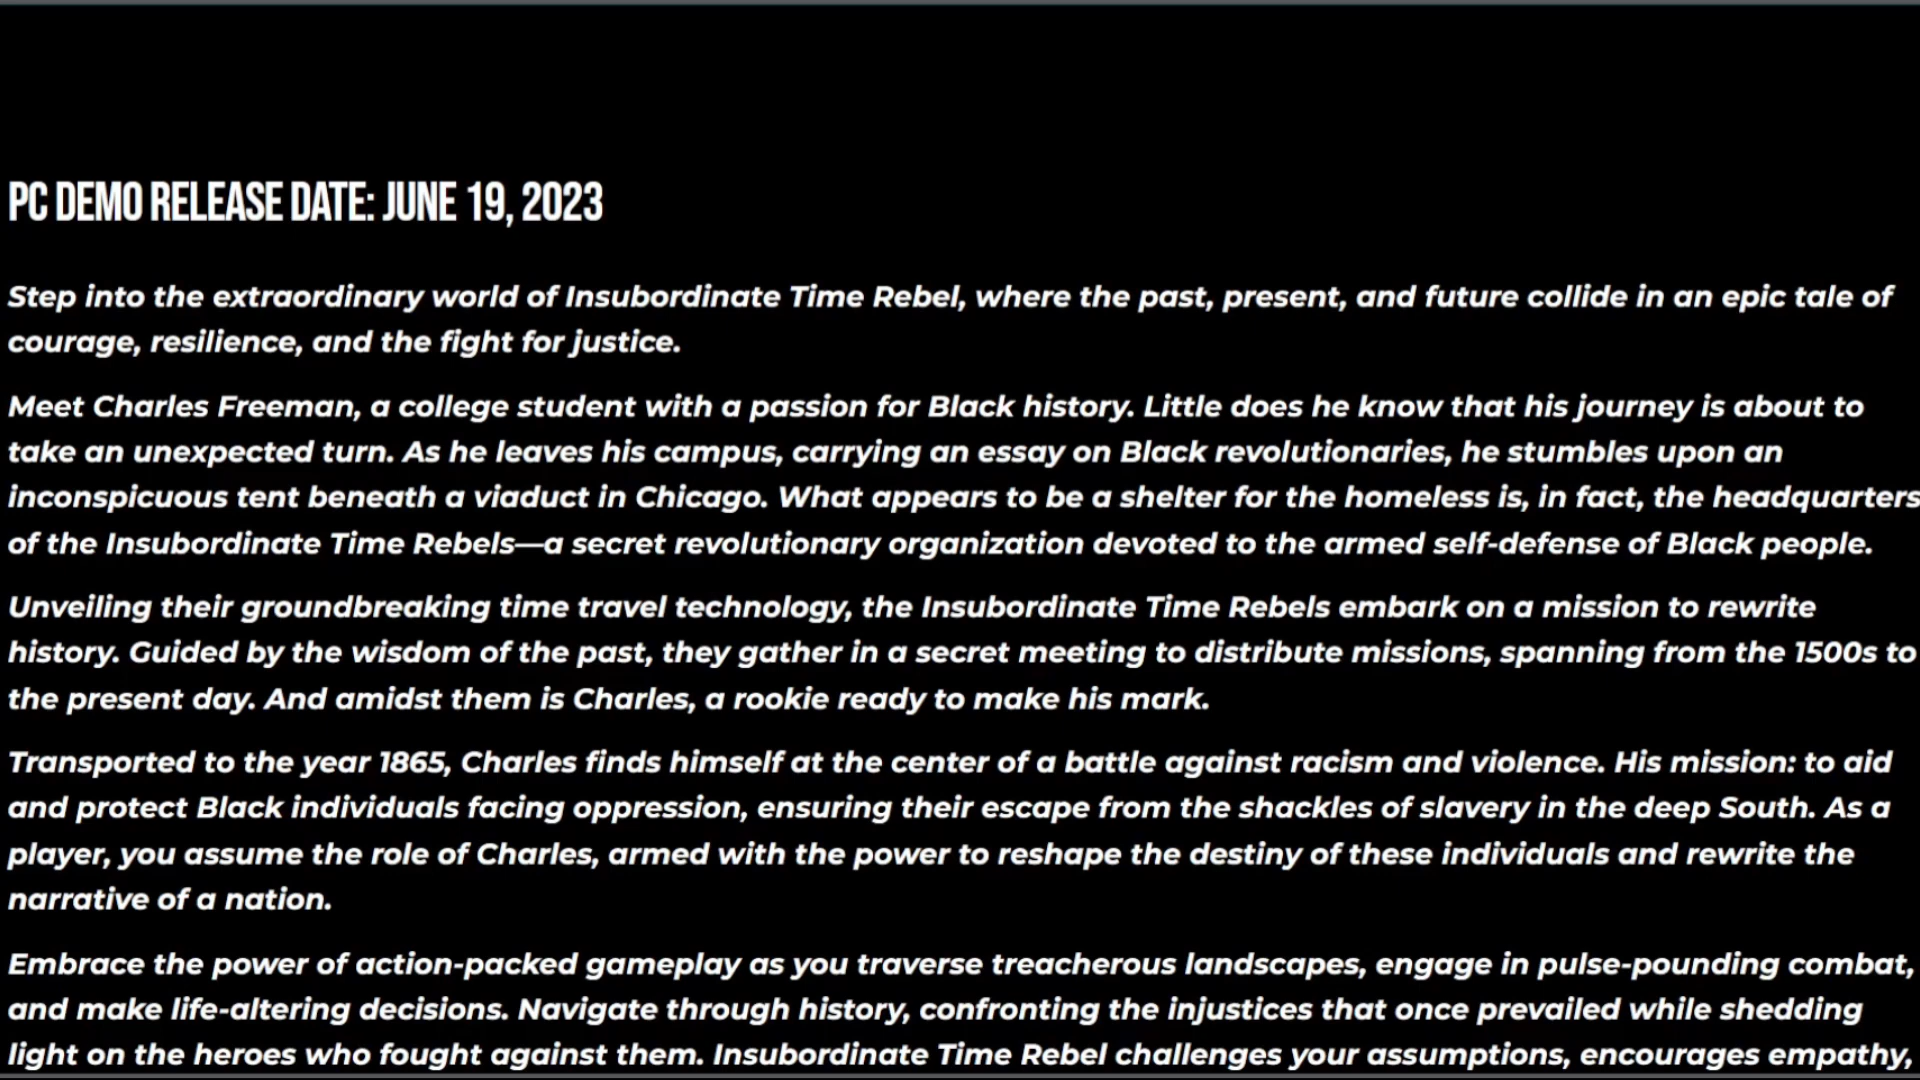 PC DEMO RELEASE DATE: JUNE 19, 2023
Step into the extraordinary world of Insubordinate Time Rebel, where the past, present, and future collide in an epic tale of
courage, resilience, and the fight for justice.
Meet Charles Freeman, a college student with a passion for Black history. Little does he know that his journey is about to
take an unexpected turn. As he leaves his campus, carrying an essay on Black revolutionaries, he stumbles upon an
inconspicuous tent beneath a viaduct in Chicago. What appears to be a shelter for the homeless is, in fact, the headquarters
of the Insubordinate Time Rebels—a secret revolutionary organization devoted to the armed self-defense of Black people.
Unveiling their groundbreaking time travel technology, the Insubordinate Time Rebels embark on a mission to rewrite
history. Guided by the wisdom of the past, they gather in a secret meeting to distribute missions, spanning from the 1500s to
the present day. And amidst them is Charles, a rookie ready to make his mark.
Transported to the year 1865, Charles finds himself at the center of a battle against racism and violence. His mission: to aid
and protect Black individuals facing oppression, ensuring their escape from the shackles of slavery in the deep South. As a
player, you assume the role of Charles, armed with the power to reshape the destiny of these individuals and rewrite the
narrative of a nation.
Embrace the power of action-packed gameplay as you traverse treacherous landscapes, engage in pulse-pounding combat,
and make life-altering decisions. Navigate through history, confronting the injustices that once prevailed while shedding
light on the heroes who fought against them. Insubordinate Time Rebel challenges your assumptions, encourages empathy,